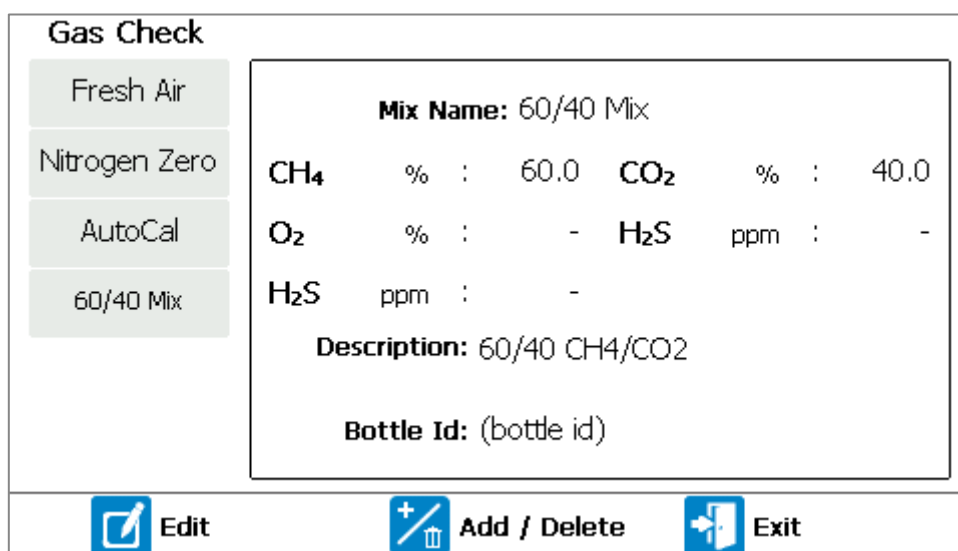 Gas Check
Fresh Air
Nitrogen Zero
AutoCal
60/40 Mix
Mix Name: 60/40 Mix
CH₄ % : 60.0 CO₂ % : 40.0
O₂ % : - H₂S ppm : -
H₂S ppm : -
Description: 60/40 CH4/CO2
Bottle Id: (bottle id)
Edit Add / Delete Exit